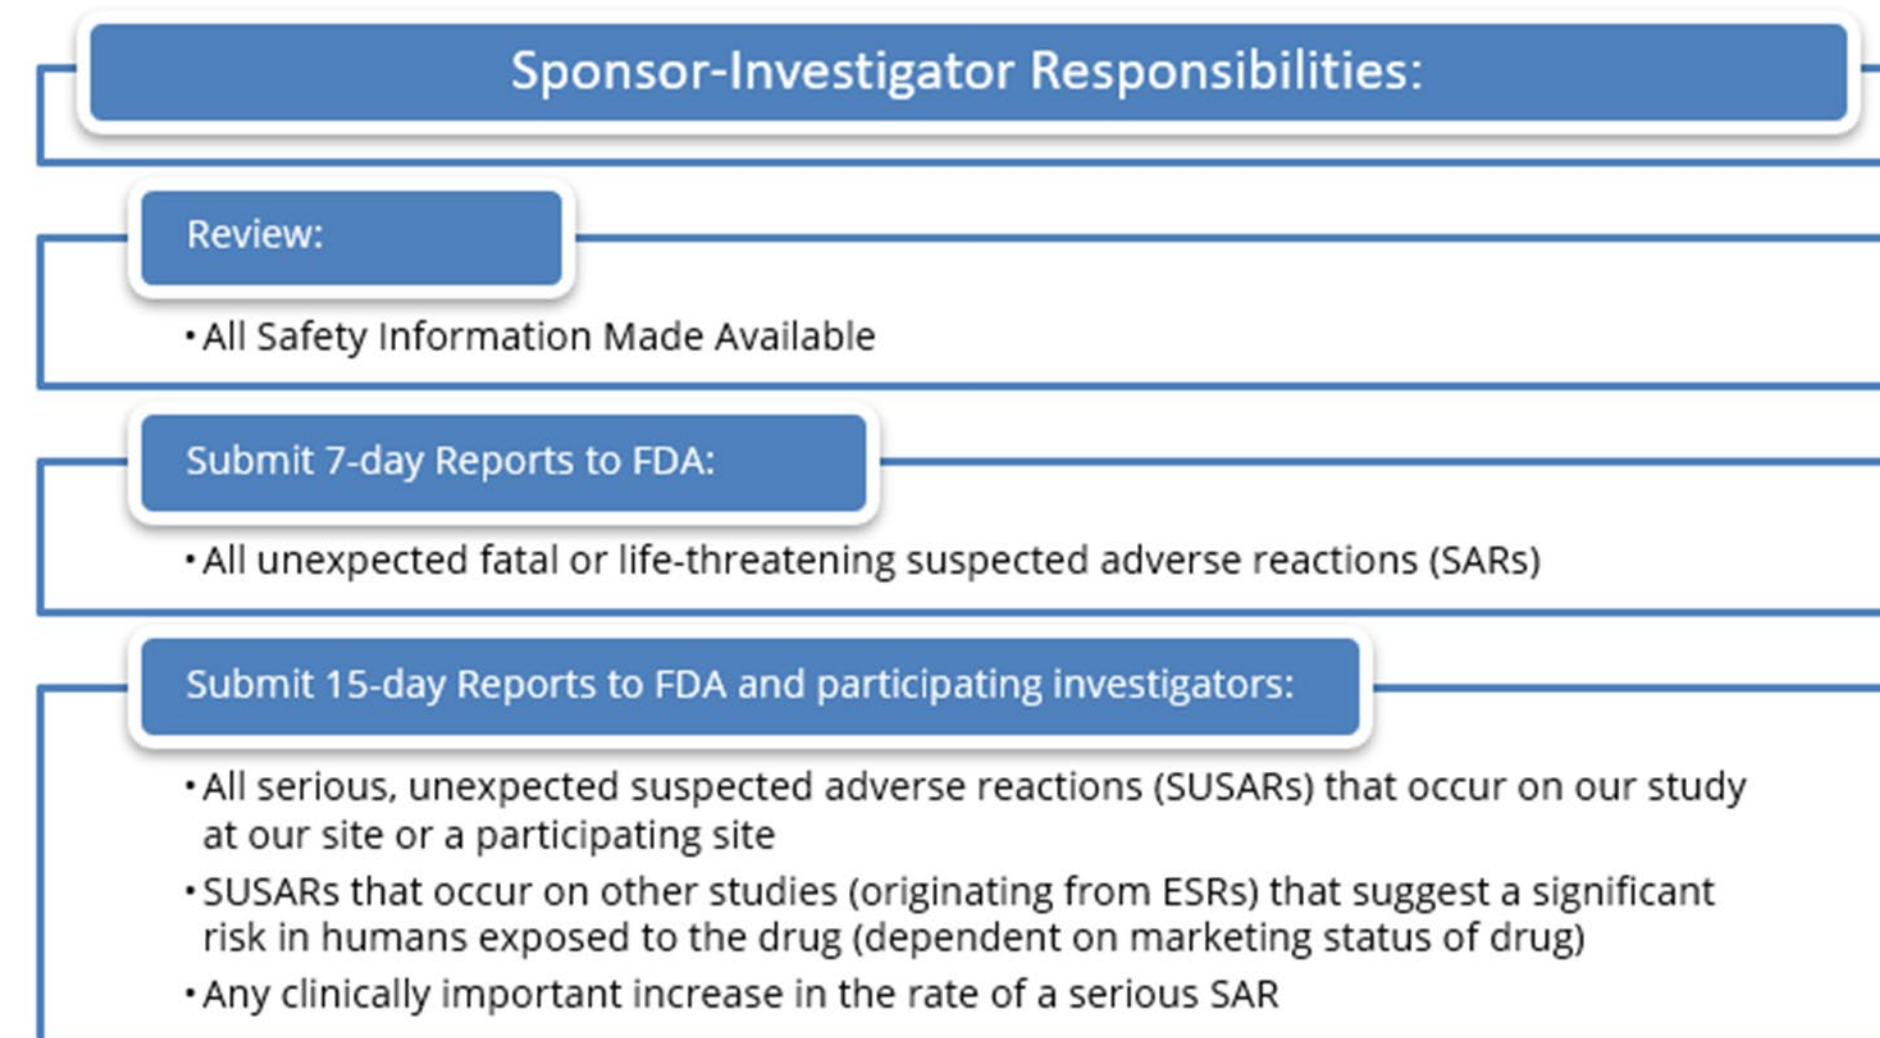 Sponsor-Investigator Responsibilities:
Review:
• All Safety Information Made Available
Submit 7-day Reports to FDA:
• All unexpected fatal or life-threatening suspected adverse reactions (SARs)
Submit 15-day Reports to FDA and participating investigators:
• All serious, unexpected suspected adverse reactions (SUSARs) that occur on our study
at our site or a participating site
• SUSARs that occur on other studies (originating from ESRs) that suggest a significant
risk in humans exposed to the drug (dependent on marketing status of drug)
• Any clinically important increase in the rate of a serious SAR